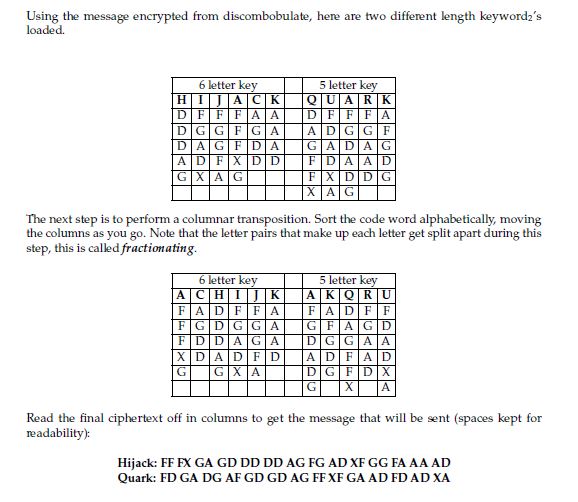 Using the message encrypted from discombobulate, here are two different length keyword₂'s
loaded.
6 letter key 5 letter key
H I J A C K Q U A R K
D F F F A A D F F F A
D G G F G A A D G G F
D A G F D A G A D A G
A D F X D D F D A A D
G X A G F X D D G
X A G
The next step is to perform a columnar transposition. Sort the code word alphabetically, moving
the columns as you go. Note that the letter pairs that make up each letter get split apart during this
step, this is called fractionating.
6 letter key 5 letter key
A C H I J K A K Q R U
F A D F F A F A D F F
F G D G G A G F A G D
F D D A G A D G G A A
X D A D F D A D F A D
G G X A D G F D X
G X A
Read the final ciphertext off in columns to get the message that will be sent (spaces kept for
readability):
Hijack: FF FX GA GD DD DD AG FG AD XF GG FA AA AD
Quark: FD GA DG AF GD GD AG FF XF GA AD FD AD XA